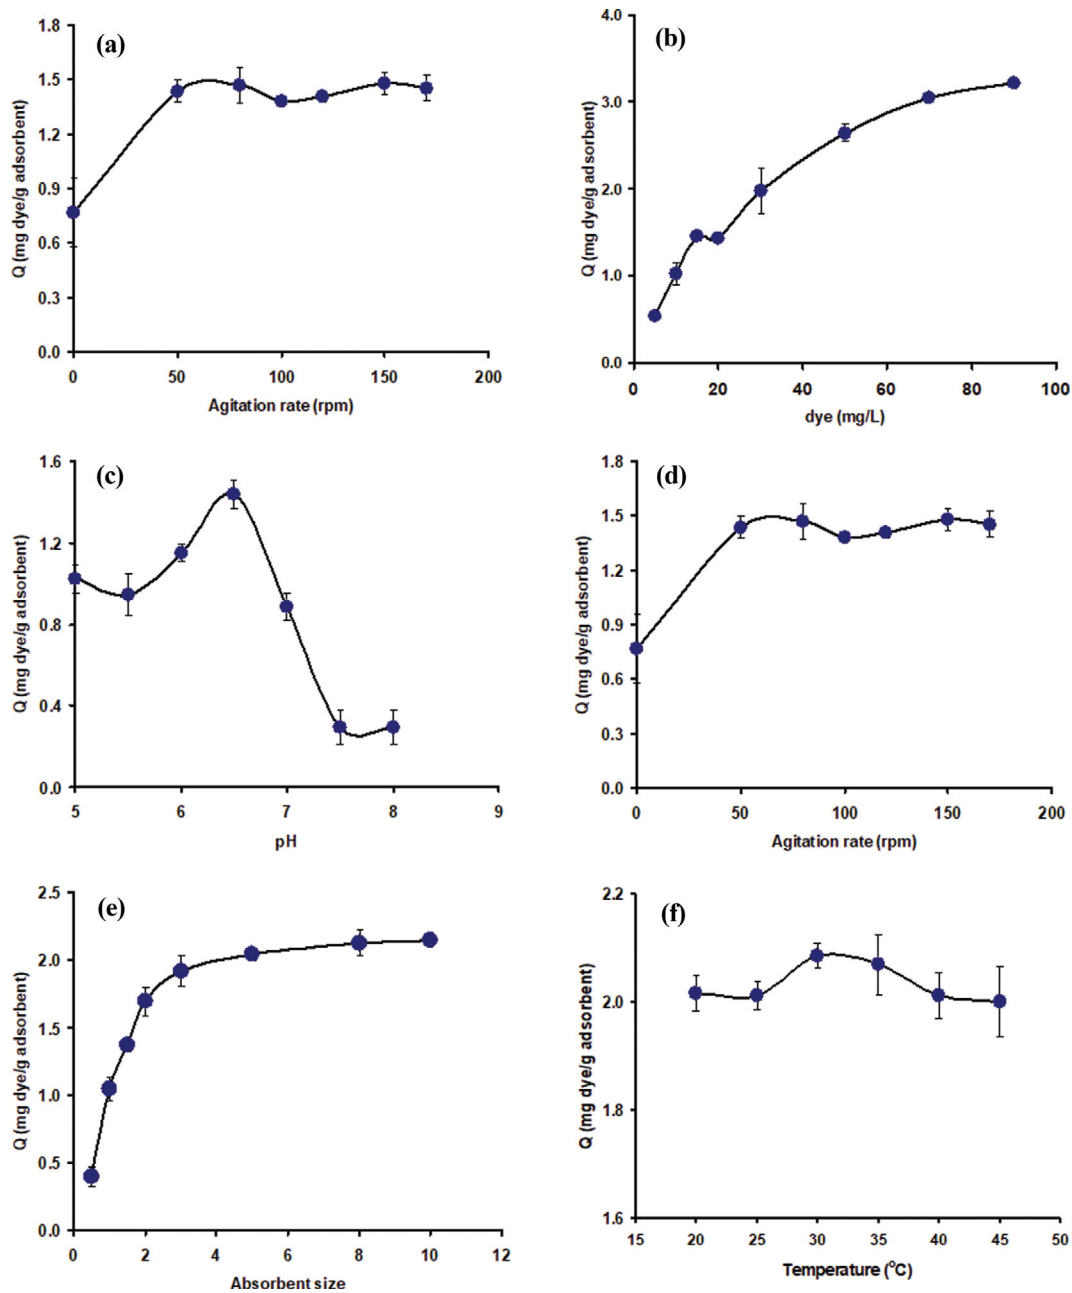 (a)
Q (mg dye/g adsorbent)
1.8
1.5
1.2
0.9
0.6
0.3
0.0
0 50 100 150 200
Agitation rate (rpm)
(b)
Q (mg dye/g adsorbent)
4.0
3.0
2.0
1.0
0.0
0 20 40 60 80 100
dye (mg/L)
(c)
Q (mg dye/g adsorbent)
1.6
1.2
0.8
0.4
0.0
5 6 7 8 9
pH
(d)
Q (mg dye/g adsorbent)
1.8
1.5
1.2
0.9
0.6
0.3
0.0
0 50 100 150 200
Agitation rate (rpm)
(e)
Q (mg dye/g adsorbent)
2.5
2.0
1.5
1.0
0.5
0.0
0 2 4 6 8 10 12
Absorbent size
(f)
Q (mg dye/g adsorbent)
2.2
2.0
1.8
1.6
15 20 25 30 35 40 45 50
Temperature (°C)